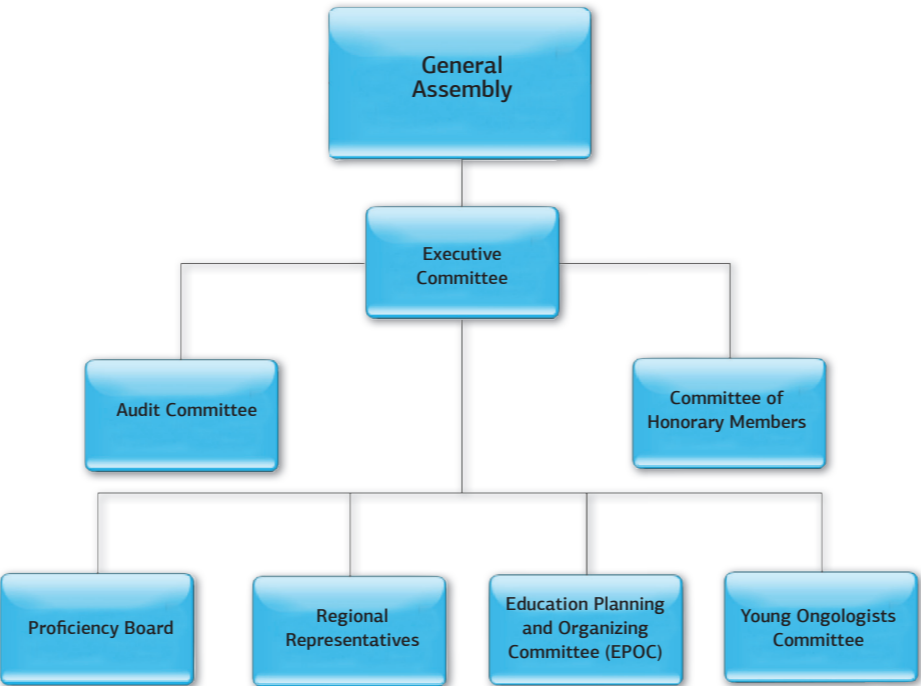 General
Assembly
Executive
Committee
Audit Committee
Committee of
Honorary Members
Proficiency Board
Regional
Representatives
Education Planning
and Organizing
Committee (EPOC)
Young Ongologists
Committee